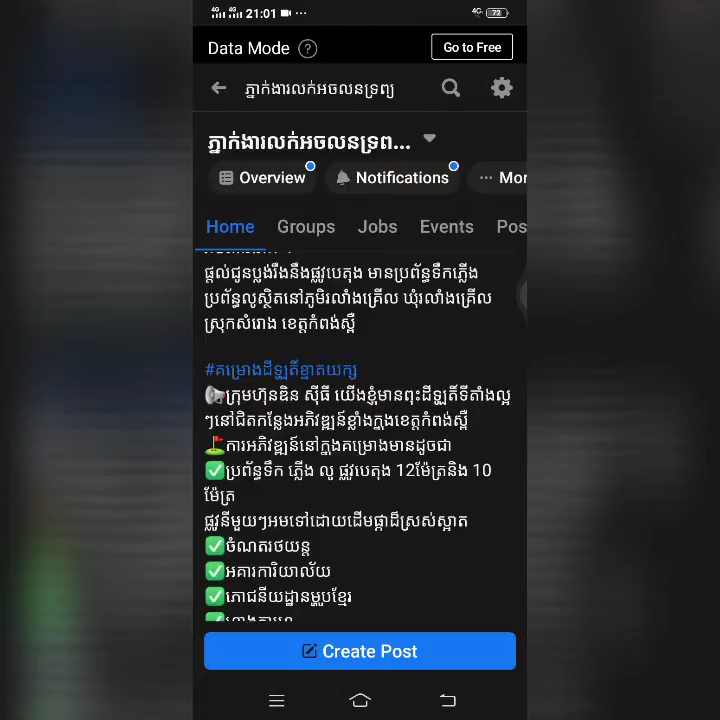 4G 4G 21:01 ... 4G 72
Data Mode ? Go to Free
ភ្នាក់ងារលក់អចលនទ្រព្យ
ភ្នាក់ងារលក់អចលនទ្រព...
Overview Notifications ... Mor
Home Groups Jobs Events Pos
ផ្តល់ជូនប្លង់រឹងនឹងផ្លូវបេតុង មានប្រព័ន្ធទឹកភ្លើង
ប្រព័ន្ធលូស្ថិតនៅភូមិរលាំងគ្រើល ឃុំរលាំងគ្រើល
ស្រុកសំរោង ខេត្តកំពង់ស្ពឺ
#គម្រោងដីឡូត៍ខ្នាតយក្ស
📢ក្រុមហ៊ុនឌិន ស៊ីធី យើងខ្ញុំមានពុះដីឡូត៍ទីតាំងល្អ
ៗនៅជិតកន្លែងអភិវឌ្ឍន៍ខ្លាំងក្នុងខេត្តកំពង់ស្ពឺ
⛳ការអភិវឌ្ឍន៍នៅក្នុងគម្រោងមានដូចជា
✅ប្រព័ន្ធទឹក ភ្លើង លូ ផ្លូវបេតុង 12ម៉ែត្រនិង 10
ម៉ែត្រ
ផ្លូវនីមួយៗអមទៅដោយដើមផ្កាដ៏ស្រស់ស្អាត
✅ចំណតរថយន្ត
✅អគារការិយាល័យ
✅ភោជនីយដ្ឋានម្ហូបខ្មែរ
Create Post